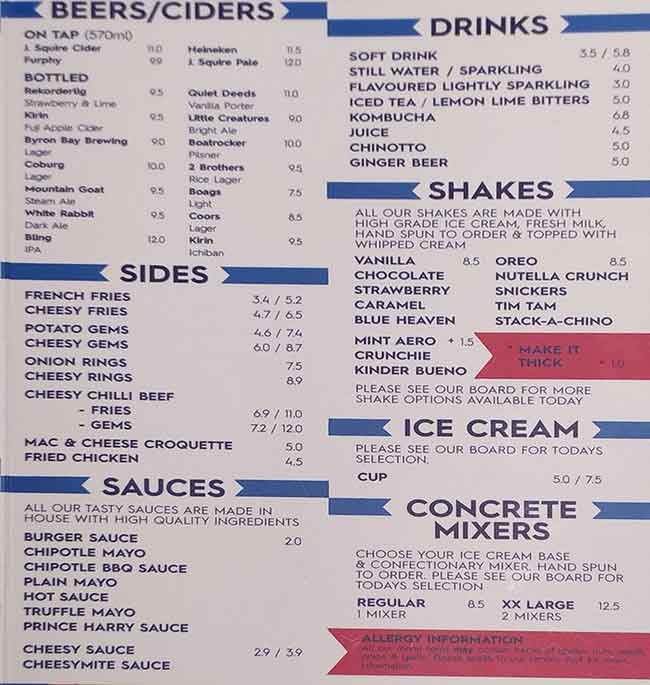 BEERS/CIDERS
ON TAP (570ml)
J. Squire Cider 11.0 Heineken 11.5
Furphy 9.9 J. Squire Pale 12.0
BOTTLED
Rekorderlig 9.5 Quiet Deeds 11.0
Strawberry & Lime Vanilla Porter
Kirin 9.5 Little Creatures 9.0
Fuji Apple Cider Bright Ale
Byron Bay Brewing 9.0 Boatrocker 10.0
Lager Pilsner
Coburg 10.0 2 Brothers 9.5
Lager Rice Lager
Mountain Goat 9.5 Boags 7.5
Steam Ale Light
White Rabbit 9.5 Coors 8.5
Dark Ale Lager
Bling 12.0 Kirin 9.5
IPA Ichiban
SIDES
FRENCH FRIES 3.4 / 5.2
CHEESY FRIES 4.7 / 6.5
POTATO GEMS 4.6 / 7.4
CHEESY GEMS 6.0 / 8.7
ONION RINGS 7.5
CHEESY RINGS 8.9
CHEESY CHILLI BEEF
- FRIES 6.9 / 11.0
- GEMS 7.2 / 12.0
MAC & CHEESE CROQUETTE 5.0
FRIED CHICKEN 4.5
SAUCES
ALL OUR TASTY SAUCES ARE MADE IN
HOUSE WITH HIGH QUALITY INGREDIENTS
BURGER SAUCE 2.0
CHIPOTLE MAYO
CHIPOTLE BBQ SAUCE
PLAIN MAYO
HOT SAUCE
TRUFFLE MAYO
PRINCE HARRY SAUCE
CHEESY SAUCE 2.9 / 3.9
CHEESYMITE SAUCE
DRINKS
SOFT DRINK 3.5 / 5.8
STILL WATER / SPARKLING 4.0
FLAVOURED LIGHTLY SPARKLING 3.0
ICED TEA / LEMON LIME BITTERS 5.0
KOMBUCHA 6.8
JUICE 4.5
CHINOTTO 5.0
GINGER BEER 5.0
SHAKES
ALL OUR SHAKES ARE MADE WITH
HIGH GRADE ICE CREAM, FRESH MILK,
HAND SPUN TO ORDER & TOPPED WITH
WHIPPED CREAM
VANILLA 8.5 OREO 8.5
CHOCOLATE NUTELLA CRUNCH
STRAWBERRY SNICKERS
CARAMEL TIM TAM
BLUE HEAVEN STACK-A-CHINO
MINT AERO + 1.5
CRUNCHIE
KINDER BUENO
* MAKE IT
THICK + 1.0
PLEASE SEE OUR BOARD FOR MORE
SHAKE OPTIONS AVAILABLE TODAY
ICE CREAM
PLEASE SEE OUR BOARD FOR TODAYS
SELECTION.
CUP 5.0 / 7.5
CONCRETE
MIXERS
CHOOSE YOUR ICE CREAM BASE
& CONFECTIONARY MIXER. HAND SPUN
TO ORDER. PLEASE SEE OUR BOARD FOR
TODAYS SELECTION
REGULAR 8.5 XX LARGE 12.5
1 MIXER 2 MIXERS
ALLERGY INFORMATION
All our menu items may contain traces of gluten, nuts,